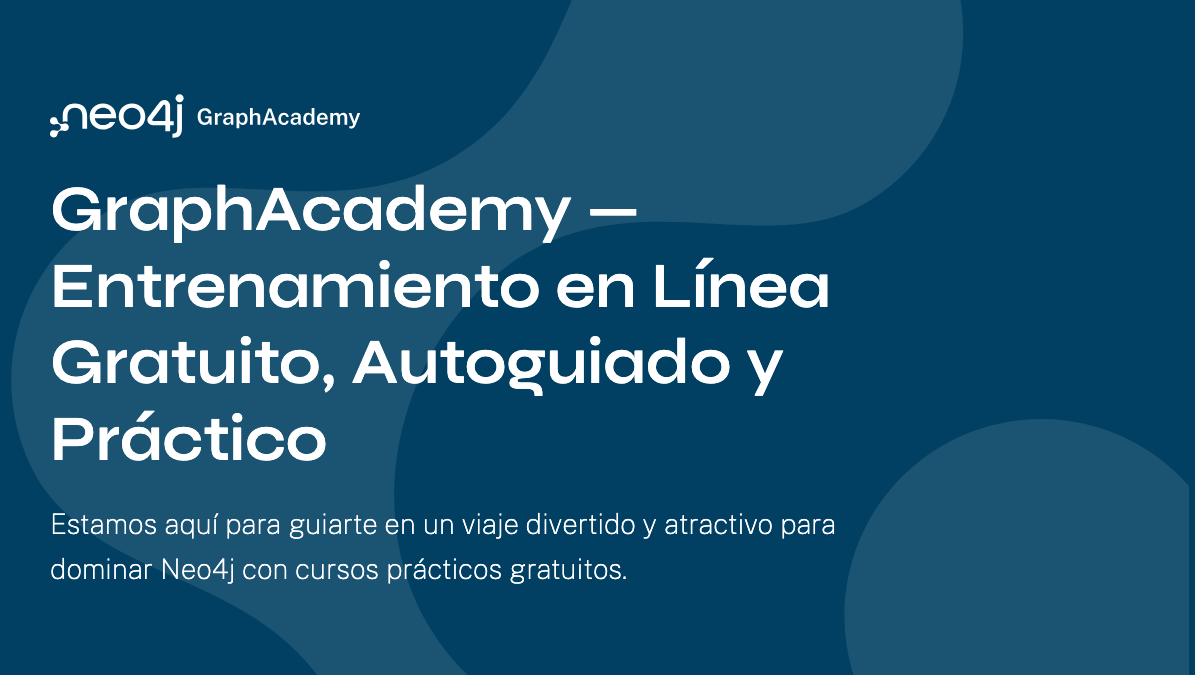 neo4j GraphAcademy
GraphAcademy —
Entrenamiento en Línea
Gratuito, Autoguiado y
Práctico
Estamos aquí para guiarte en un viaje divertido y atractivo para
dominar Neo4j con cursos prácticos gratuitos.